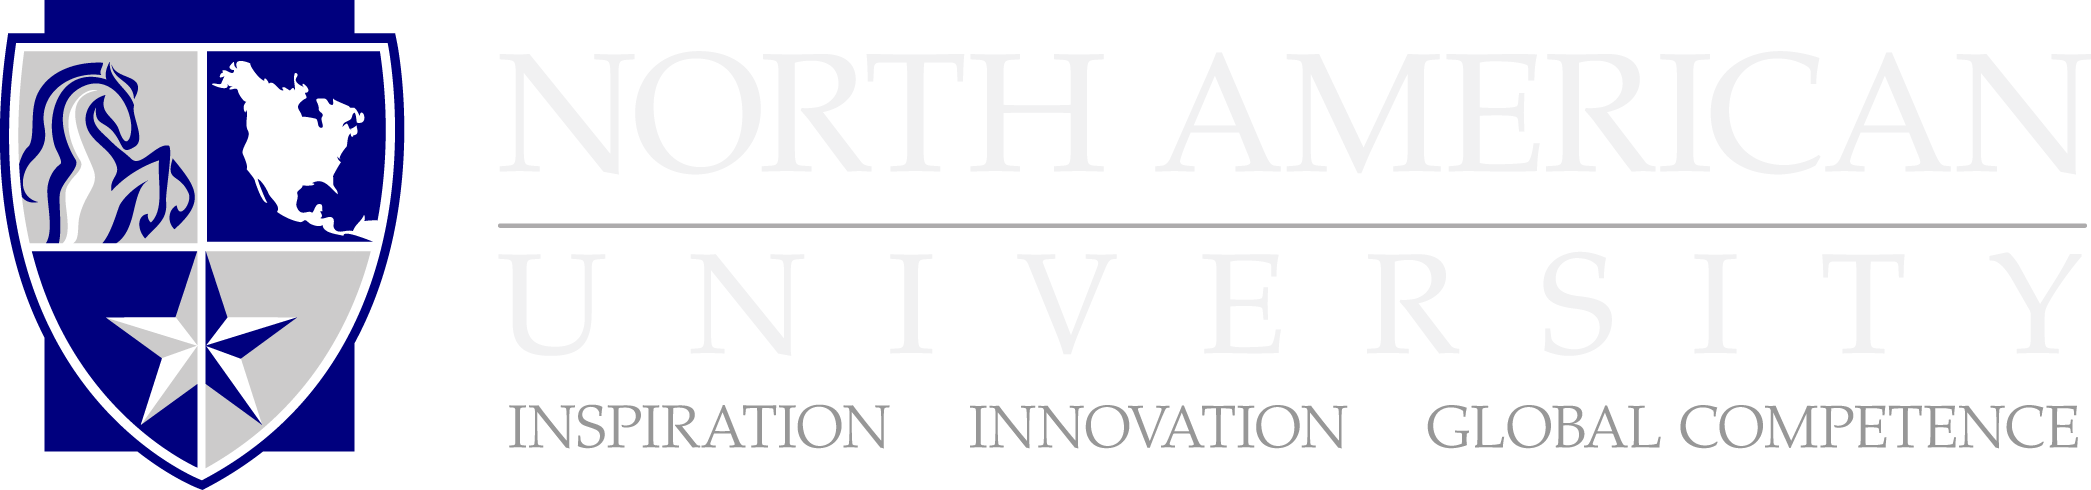 NORTH AMERICAN
UNIVERSITY
INSPIRATION INNOVATION GLOBAL COMPETENCE